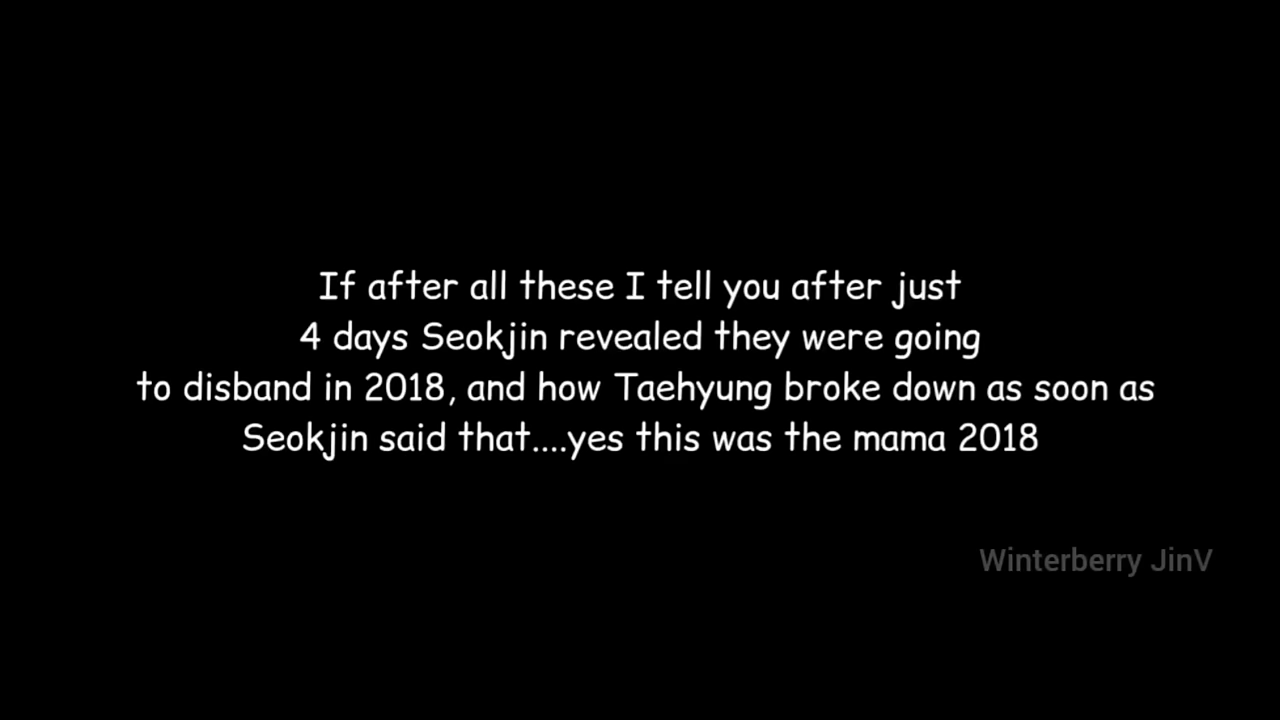 If after all these I tell you after just
4 days Seokjin revealed they were going
to disband in 2018, and how Taehyung broke down as soon as
Seokjin said that....yes this was the mama 2018
Winterberry JinV